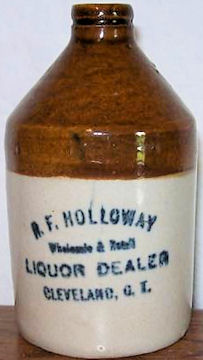 R. F. HOLLOWAY
Wholesale & Retail
LIQUOR DEALER
CLEVELAND, O. T.